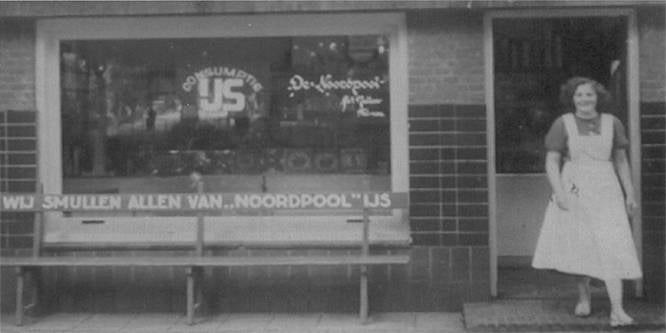 CONSUMPTIE
IJS
„De Noordpool"
WIJ SMULLEN ALLEN VAN „NOORDPOOL" IJS